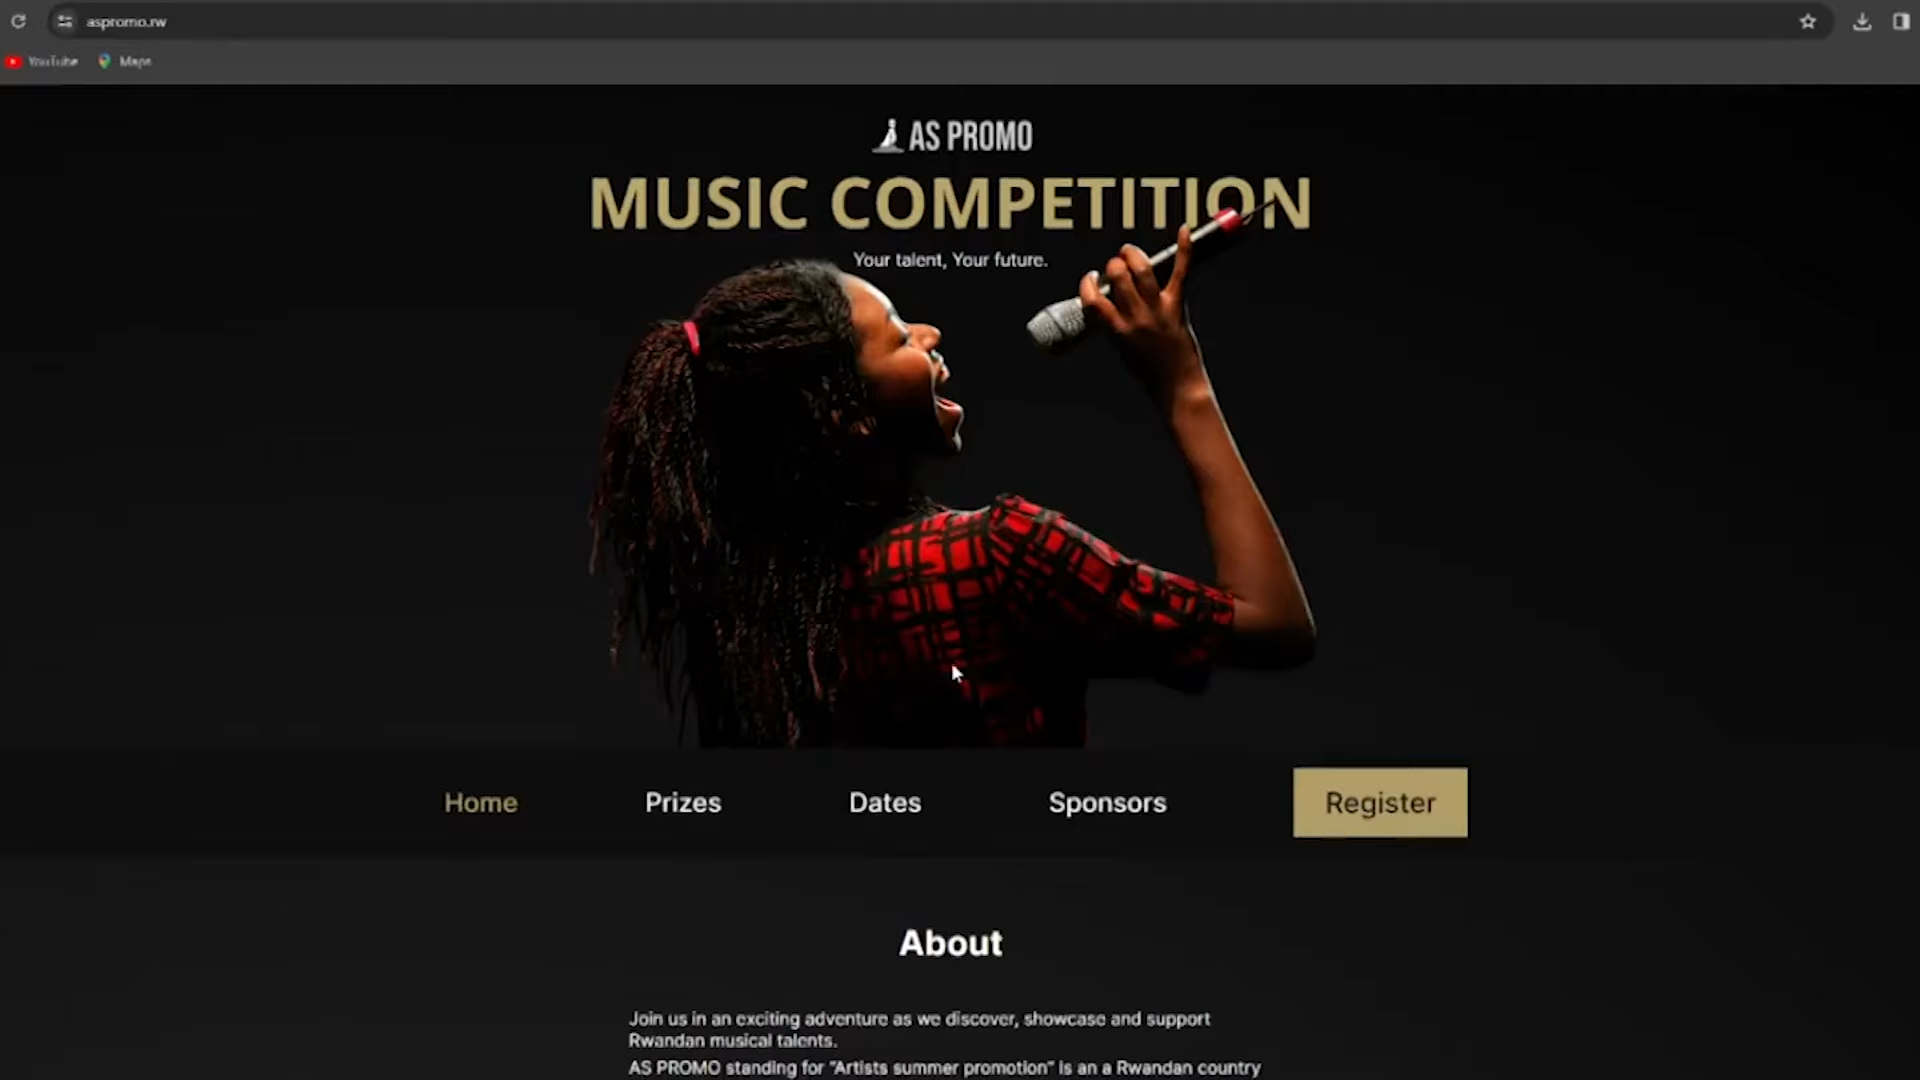 aspromo.rw
YouTube Maps
AS PROMO
MUSIC COMPETITION
Your talent, Your future.
Home Prizes Dates Sponsors Register
About
Join us in an exciting adventure as we discover, showcase and support
Rwandan musical talents.
AS PROMO standing for “Artists summer promotion” is an a Rwandan country